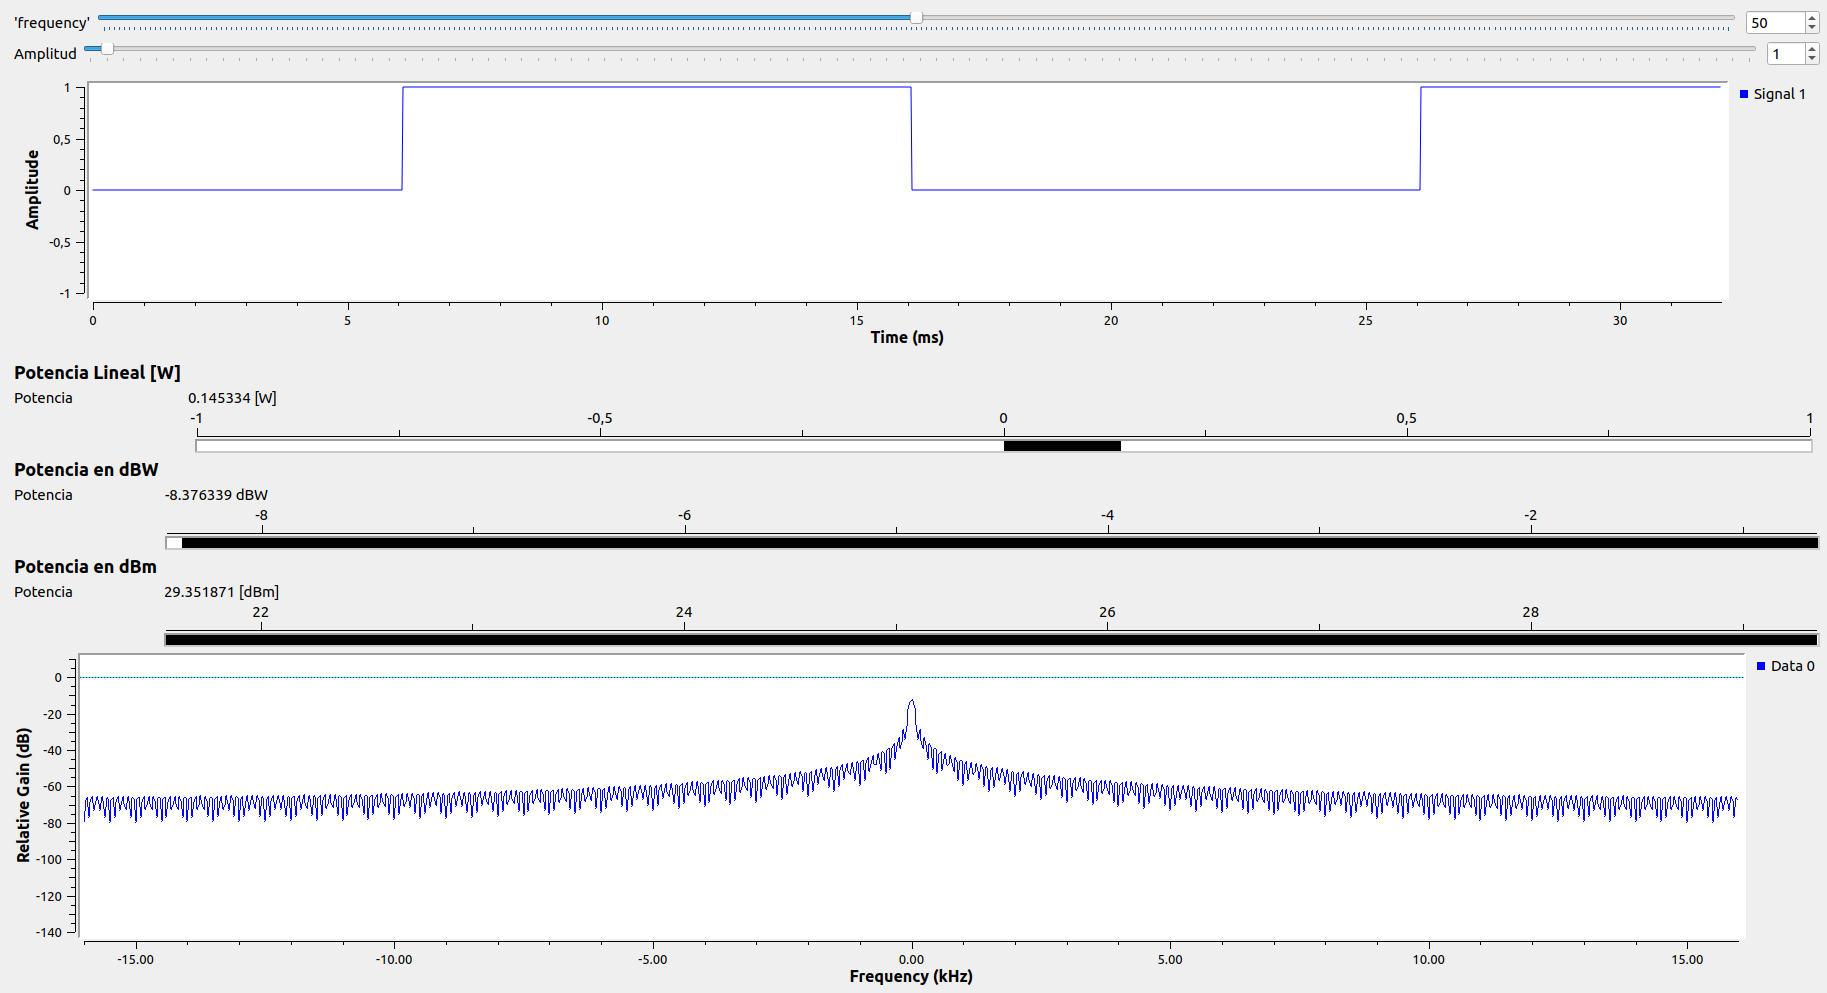 'frequency' 50
Amplitud 1
Signal 1
Amplitude
1
0,5
0
-0,5
-1
0 5 10 15 20 25 30
Time (ms)
Potencia Lineal [W]
Potencia 0.145334 [W]
-1 -0,5 0 0,5 1
Potencia en dBW
Potencia -8.376339 dBW
-8 -6 -4 -2
Potencia en dBm
Potencia 29.351871 [dBm]
22 24 26 28
Data 0
Relative Gain (dB)
0
-20
-40
-60
-80
-100
-120
-140
-15.00 -10.00 -5.00 0.00 5.00 10.00 15.00
Frequency (kHz)